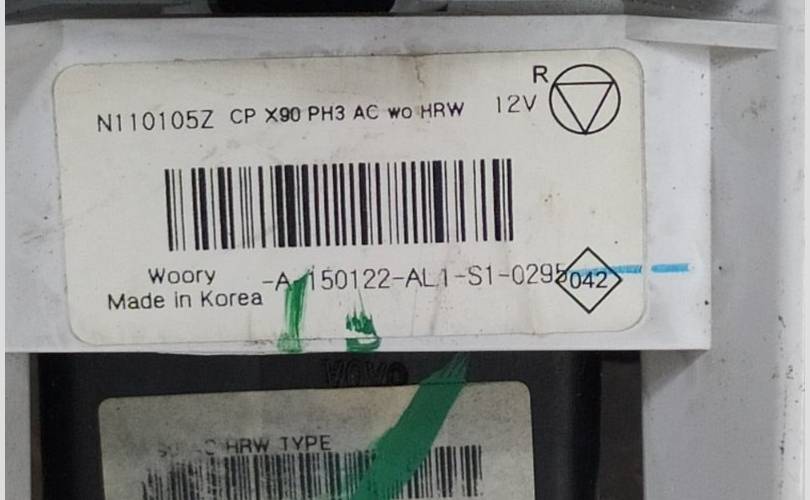 N110105Z CP X90 PH3 AC wo HRW 12V R
Woory -A-150122-AL1-S1-0295 042
Made in Korea
HRW TYPE